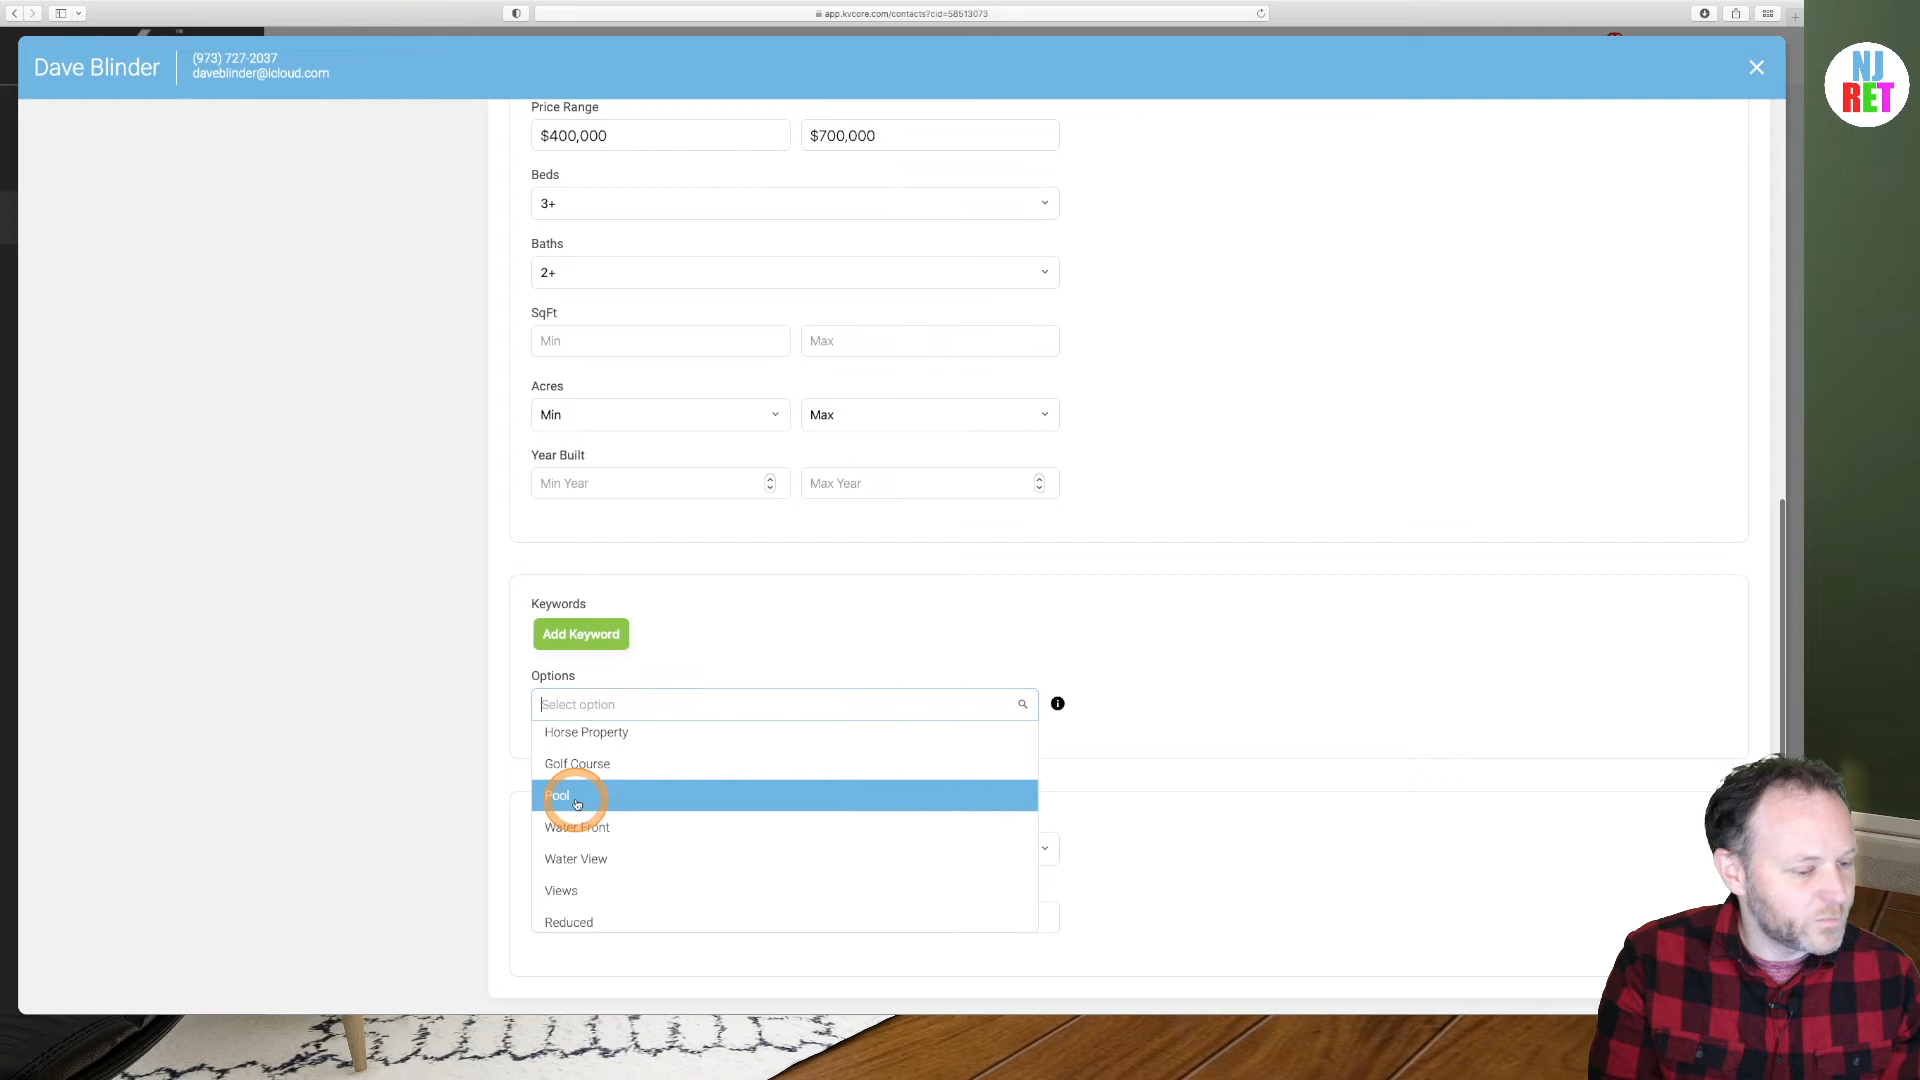 app.kvcore.com/contacts?cid=58513073
Dave Blinder
(973) 727-2037
daveblinder@icloud.com
NJ
RET
Price Range
$400,000
$700,000
Beds
3+
Baths
2+
SqFt
Min
Max
Acres
Min
Max
Year Built
Min Year
Max Year
Keywords
Add Keyword
Options
Select option
Horse Property
Golf Course
Pool
Water Front
Water View
Views
Reduced